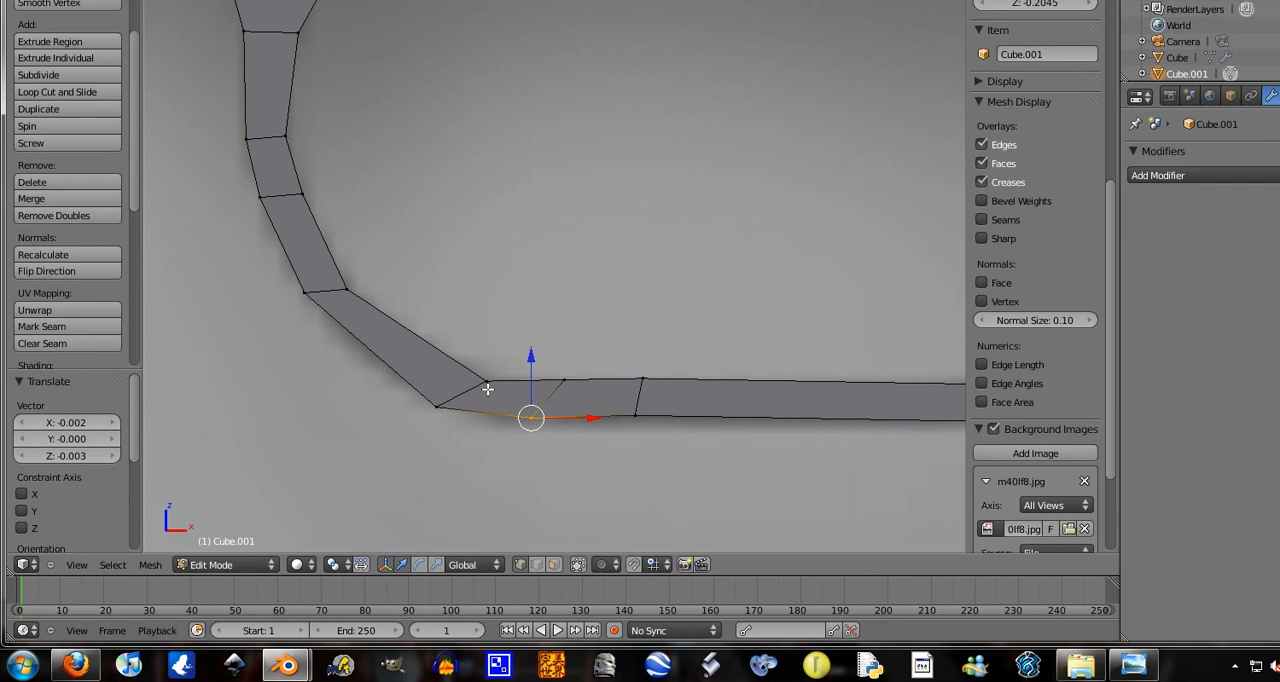 Smooth Vertex
Add:
Extrude Region
Extrude Individual
Subdivide
Loop Cut and Slide
Duplicate
Spin
Screw
Remove:
Delete
Merge
Remove Doubles
Normals:
Recalculate
Flip Direction
UV Mapping:
Unwrap
Mark Seam
Clear Seam
Shading:
Translate
Vector
X: -0.002
Y: -0.000
Z: -0.003
Constraint Axis
X
Y
Z
Orientation
z
x
(1) Cube.001
Z: -0.2045
Item
Cube.001
Display
Mesh Display
Overlays:
Edges
Faces
Creases
Bevel Weights
Seams
Sharp
Normals:
Face
Vertex
Normal Size: 0.10
Numerics:
Edge Length
Edge Angles
Face Area
Background Images
Add Image
m40lf8.jpg
Axis: All Views
0lf8.jpg F
RenderLayers
World
Camera
Cube
Cube.001
Cube.001
Modifiers
Add Modifier
View Select Mesh Edit Mode Global
0 10 20 30 40 50 60 70 80 90 100 110 120 130 140 150 160 170 180 190 200 210 220 230 240 250
View Frame Playback Start: 1 End: 250 1 No Sync